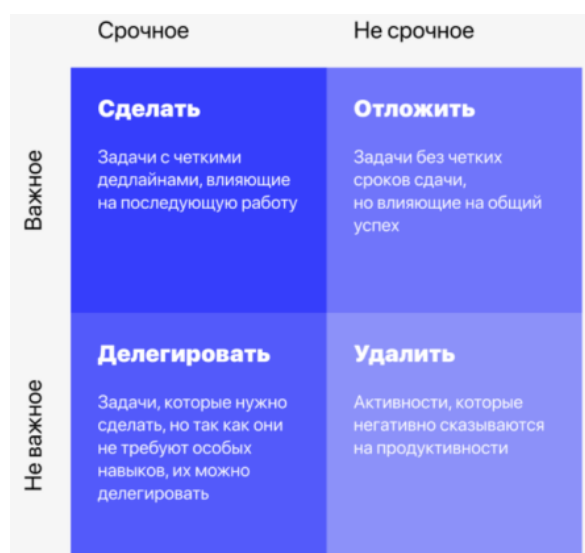 Срочное
Не срочное
Важное
Сделать
Задачи с четкими
дедлайнами, влияющие
на последующую работу
Отложить
Задачи без четких
сроков сдачи,
но влияющие на общий
успех
Не важное
Делегировать
Задачи, которые нужно
сделать, но так как они
не требуют особых
навыков, их можно
делегировать
Удалить
Активности, которые
негативно сказываются
на продуктивности